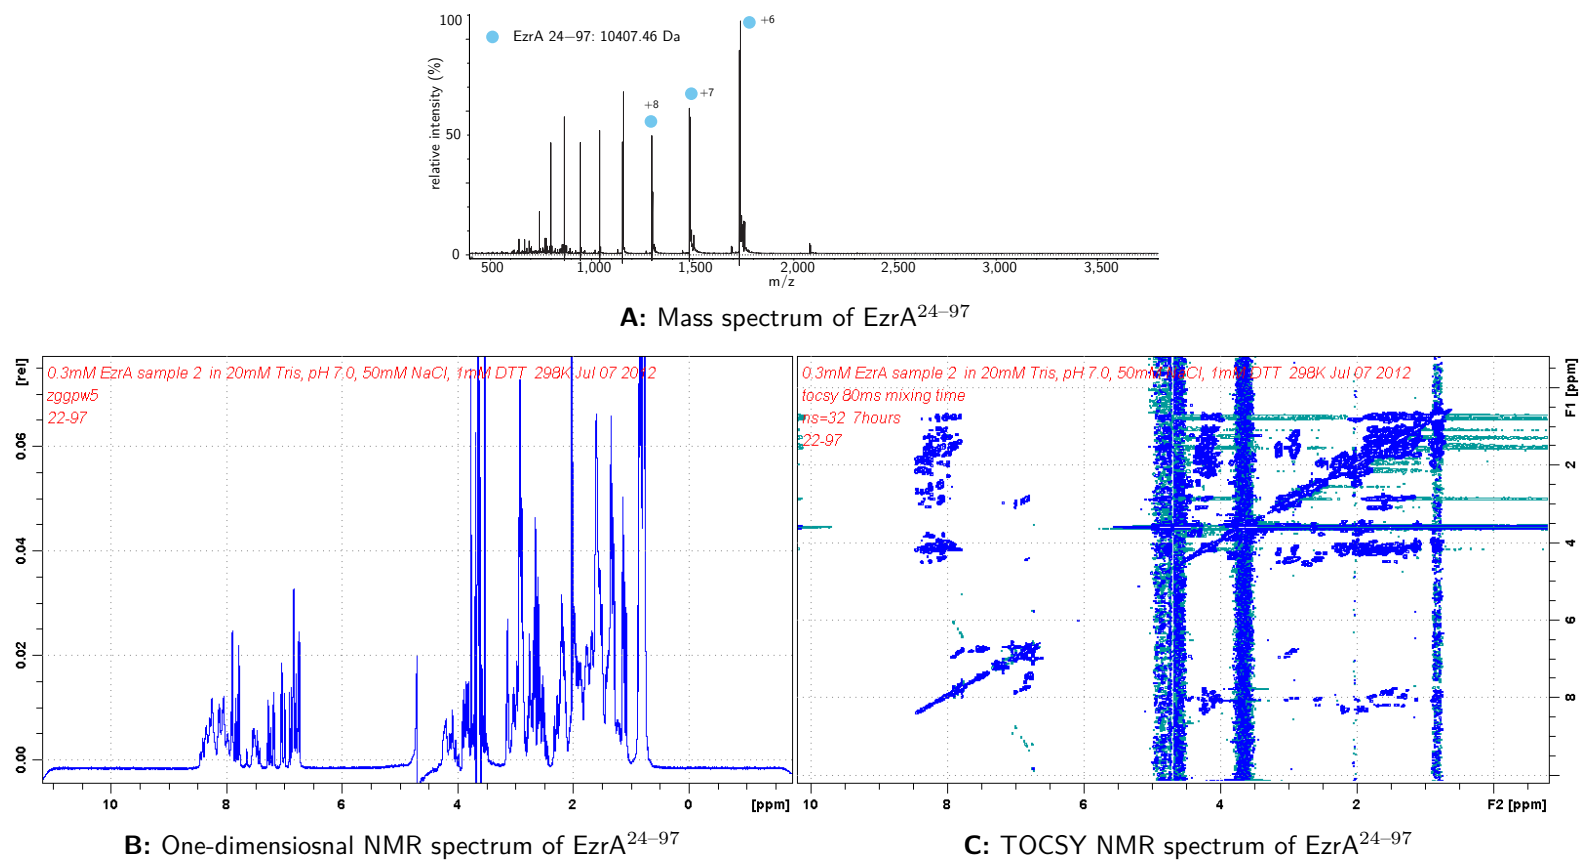 100
50
0
relative intensity (%)
EzrA 24–97: 10407.46 Da
+8
+7
+6
500
1,000
1,500
2,000
2,500
3,000
3,500
m/z
A: Mass spectrum of EzrA24–97
0.3mM EzrA sample 2 in 20mM Tris, pH 7.0, 50mM NaCl, 1mM DTT 298K Jul 07 2012
zggpw5
22-97
[rel]
0.06
0.04
0.02
0.00
10
8
6
4
2
0
[ppm]
B: One-dimensiosnal NMR spectrum of EzrA24–97
0.3mM EzrA sample 2 in 20mM Tris, pH 7.0, 50mM NaCl, 1mM DTT 298K Jul 07 2012
tocsy 80ms mixing time
ns=32 7hours
22-97
F1 [ppm]
2
4
6
8
10
8
6
4
2
F2 [ppm]
C: TOCSY NMR spectrum of EzrA24–97